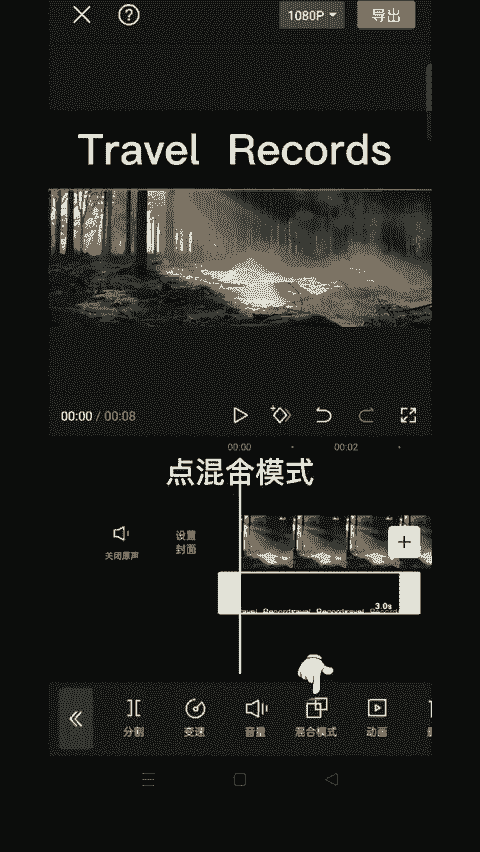 1080P
导出
Travel Records
00:00 / 00:08
00:00
00:02
点混合模式
关闭原声
设置
封面
3.0s
分割
变速
音量
混合模式
动画